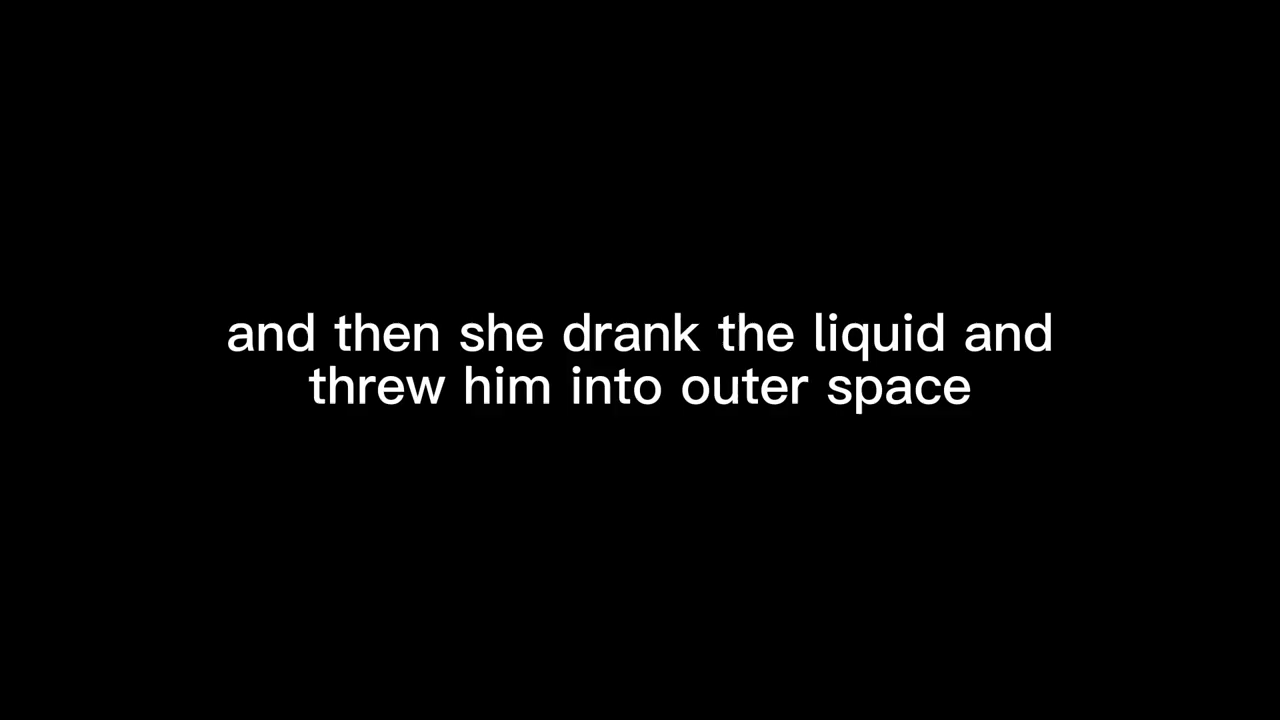 and then she drank the liquid and
threw him into outer space